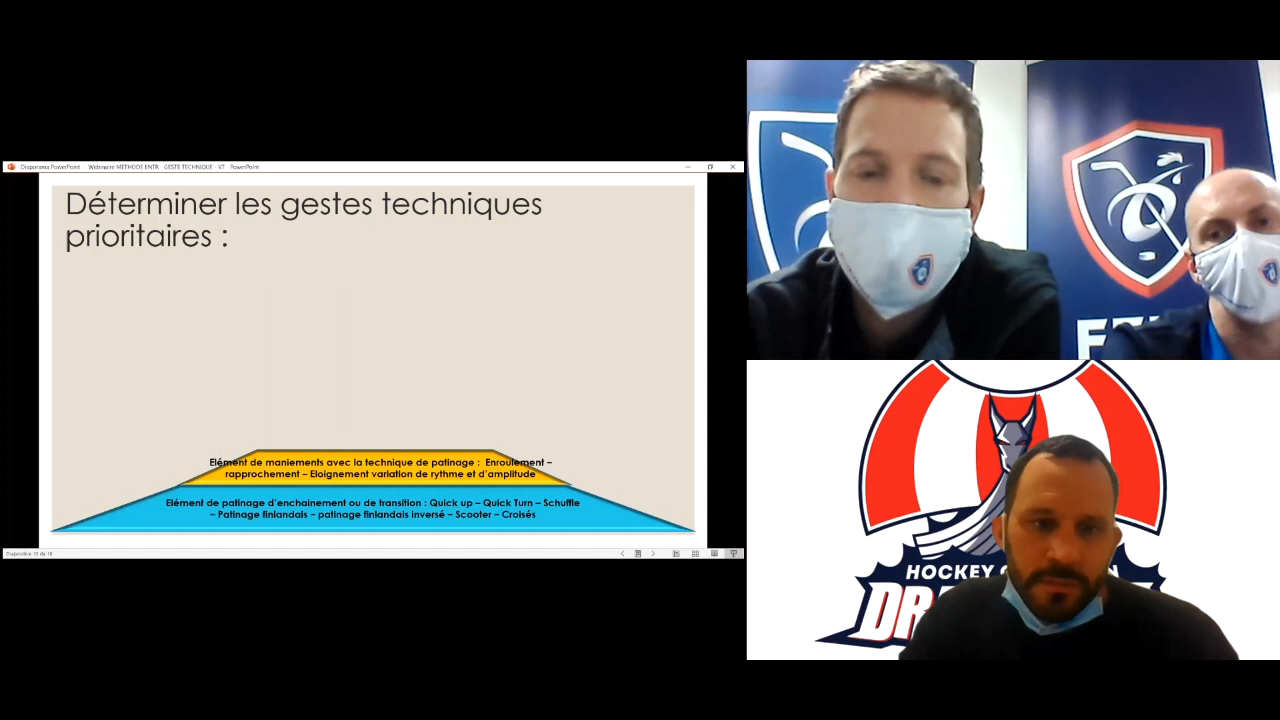 Diaporama PowerPoint - Webinaire METHODE ENTR - GESTE TECHNIQUE - V7 - PowerPoint
Déterminer les gestes techniques
prioritaires :
Elément de maniements avec la technique de patinage : Enroulement –
rapprochement – Eloignement variation de rythme et d'amplitude
Elément de patinage d'enchainement ou de transition : Quick up – Quick Turn – Schuffle
– Patinage finlandais – patinage finlandais inversé – Scooter – Croisés
HOCKEY
DR